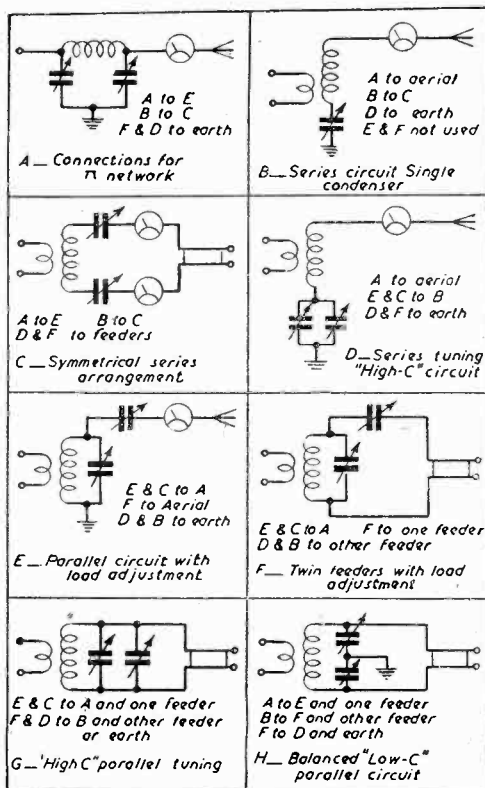 A to E
B to C
F & D to earth
A _ Connections for
π network
A to aerial
B to C
D to earth
E & F not used
B _ Series circuit Single
condenser
A to E B to C
D & F to feeders
C _ Symmetrical series
arrangement
A to aerial
E & C to B
D & F to earth
D _ Series tuning
"High-C" circuit
E & C to A
F to Aerial
D & B to earth
E _ Parallel circuit with
load adjustment
E & C to A F to one feeder
D & B to other feeder
F _ Twin feeders with load
adjustment
E & C to A and one feeder
F & D to B and other feeder
or earth
G _ 'High C" parallel tuning
A to E and one feeder
B to F and other feeder
F to D and earth
H _ Balanced "Low-C"
parallel circuit